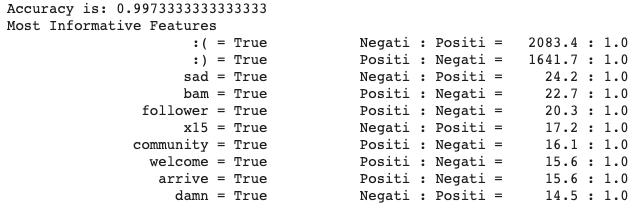 Accuracy is: 0.9973333333333333
Most Informative Features
:( = True Negati : Positi = 2083.4 : 1.0
:) = True Positi : Negati = 1641.7 : 1.0
sad = True Negati : Positi = 24.2 : 1.0
bam = True Positi : Negati = 22.7 : 1.0
follower = True Positi : Negati = 20.3 : 1.0
x15 = True Negati : Positi = 17.2 : 1.0
community = True Positi : Negati = 16.1 : 1.0
welcome = True Positi : Negati = 15.6 : 1.0
arrive = True Positi : Negati = 15.6 : 1.0
damn = True Negati : Positi = 14.5 : 1.0